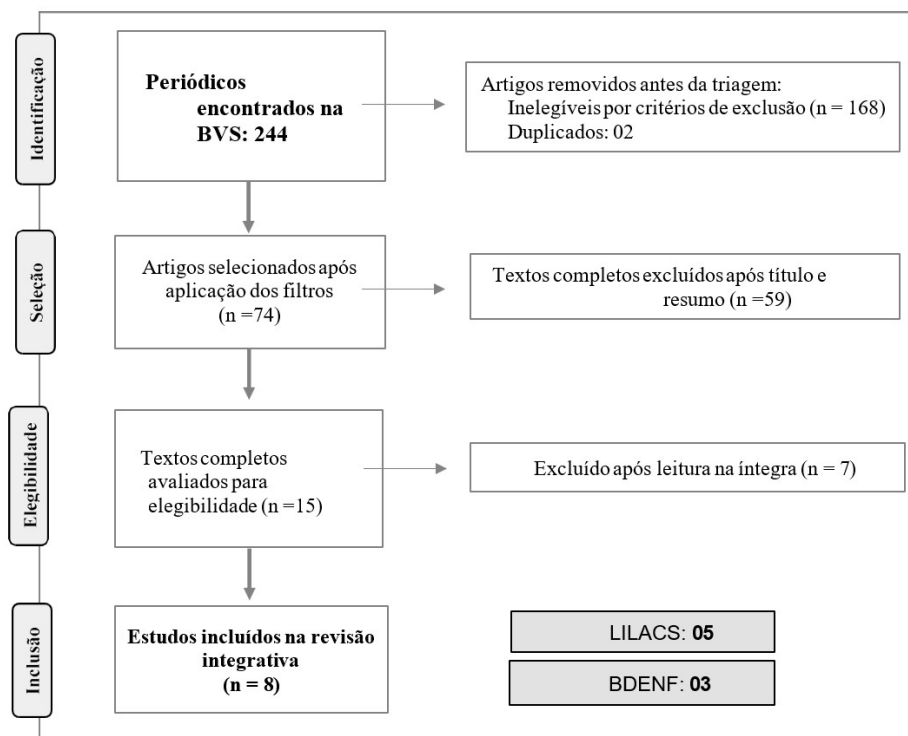 Identificação
Periódicos
encontrados na
BVS: 244
Artigos removidos antes da triagem:
Inelegíveis por critérios de exclusão (n = 168)
Duplicados: 02
Seleção
Artigos selecionados após
aplicação dos filtros
(n =74)
Textos completos excluídos após título e
resumo (n =59)
Elegibilidade
Textos completos
avaliados para
elegibilidade (n =15)
Excluído após leitura na íntegra (n = 7)
Inclusão
Estudos incluídos na revisão
integrativa
(n = 8)
LILACS: 05
BDENF: 03